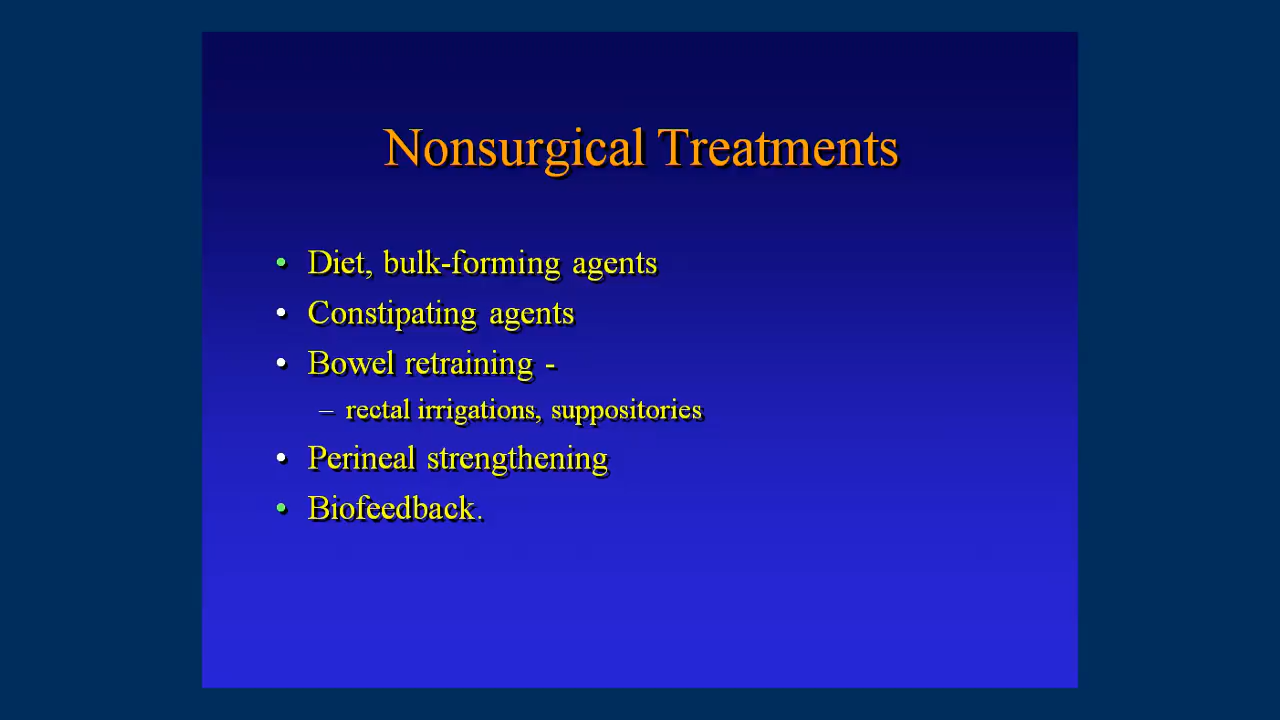 Nonsurgical Treatments
• Diet, bulk-forming agents
• Constipating agents
• Bowel retraining -
– rectal irrigations, suppositories
• Perineal strengthening
• Biofeedback.